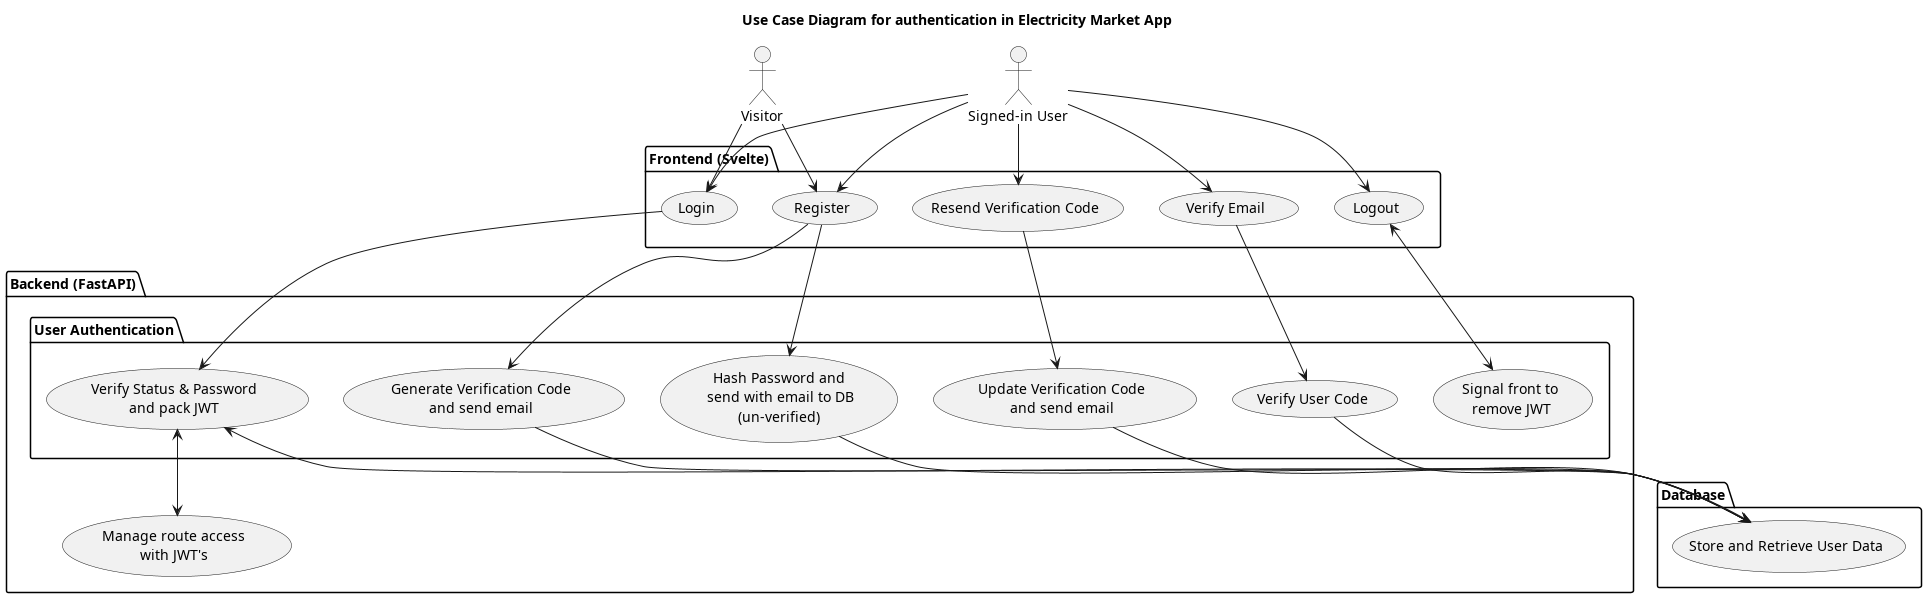 Use Case Diagram for authentication in Electricity Market App
Visitor
Signed-in User
Frontend (Svelte)
Login
Register
Resend Verification Code
Verify Email
Logout
Backend (FastAPI)
User Authentication
Verify Status & Password
and pack JWT
Generate Verification Code
and send email
Hash Password and
send with email to DB
(un-verified)
Update Verification Code
and send email
Verify User Code
Signal front to
remove JWT
Manage route access
with JWT's
Database
Store and Retrieve User Data